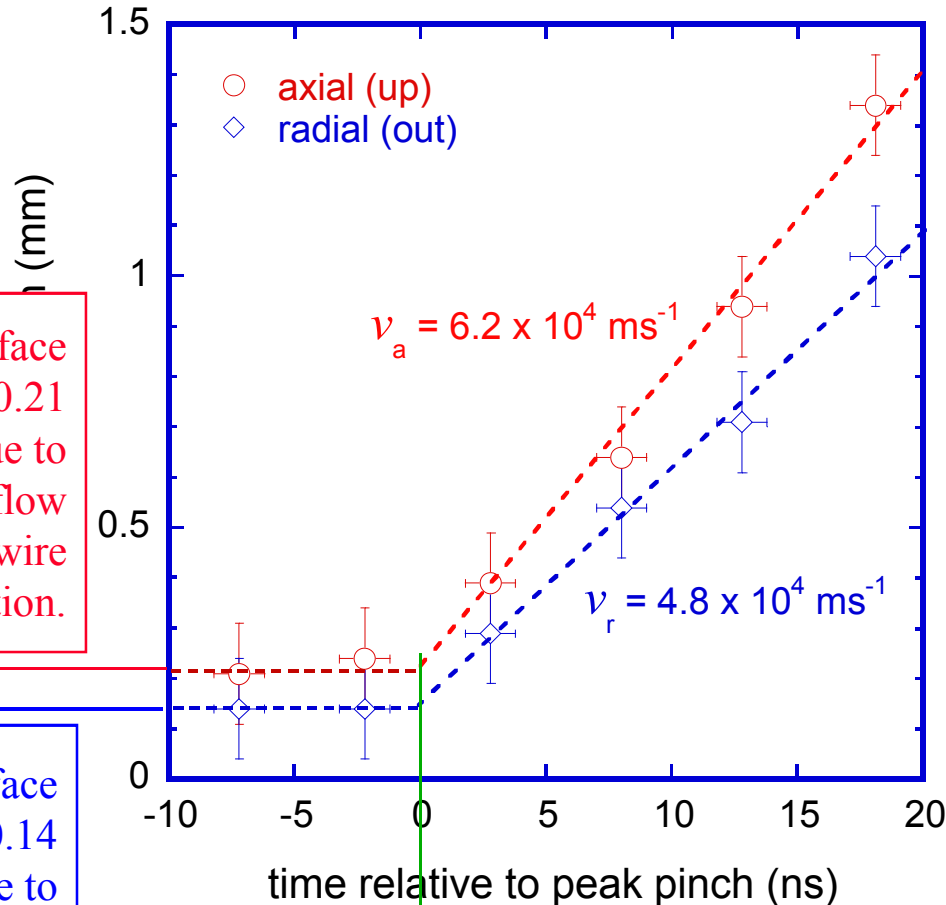 1.5
axial (up)
radial (out)
(mm)
1
face
0.21
to
flow
wire
v_a = 6.2 x 10^4 ms^-1
0.5
v_r = 4.8 x 10^4 ms^-1
face
0.14
to
0
-10 -5 0 5 10 15 20
time relative to peak pinch (ns)